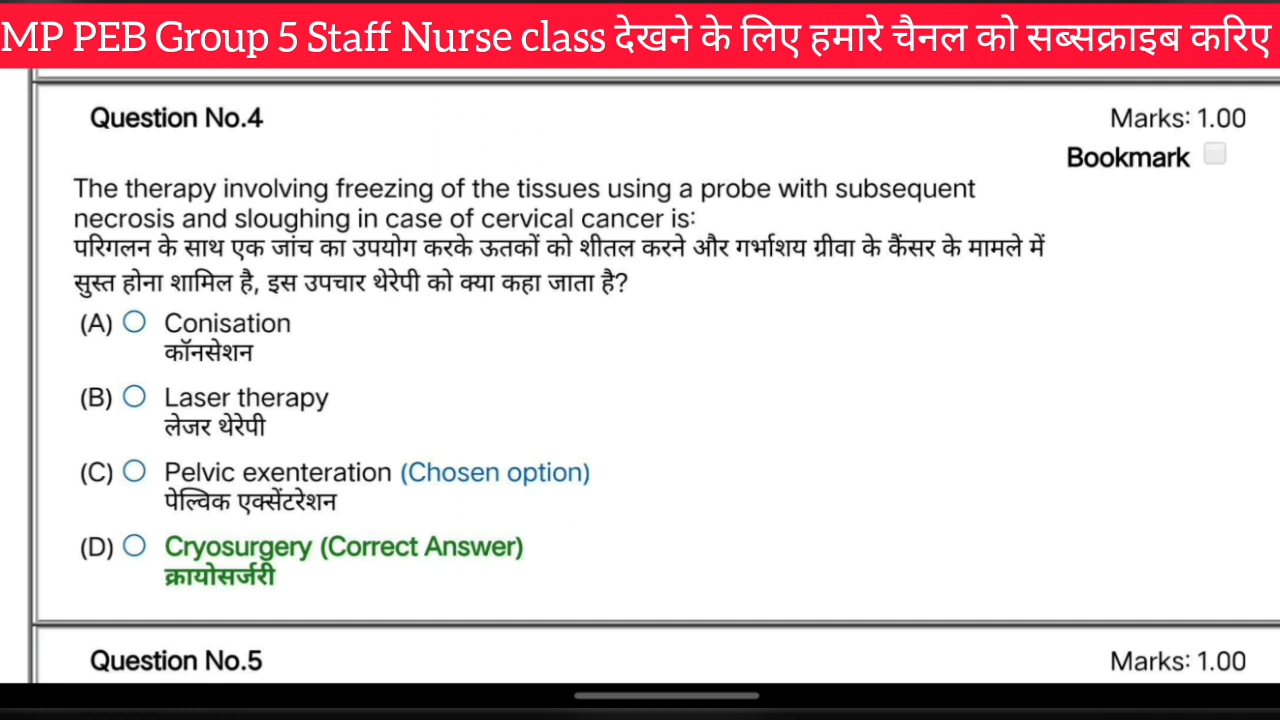 MP PEB Group 5 Staff Nurse class देखने के लिए हमारे चैनल को सब्सक्राइब करिए
Question No.4
Marks: 1.00
Bookmark
The therapy involving freezing of the tissues using a probe with subsequent
necrosis and sloughing in case of cervical cancer is:
परिगलन के साथ एक जांच का उपयोग करके ऊतकों को शीतल करने और गर्भाशय ग्रीवा के कैंसर के मामले में
सुस्त होना शामिल है, इस उपचार थेरेपी को क्या कहा जाता है?
(A) Conisation
कॉनसेशन
(B) Laser therapy
लेजर थेरेपी
(C) Pelvic exenteration (Chosen option)
पेल्विक एक्सेंटरेशन
(D) Cryosurgery (Correct Answer)
क्रायोसर्जरी
Question No.5
Marks: 1.00